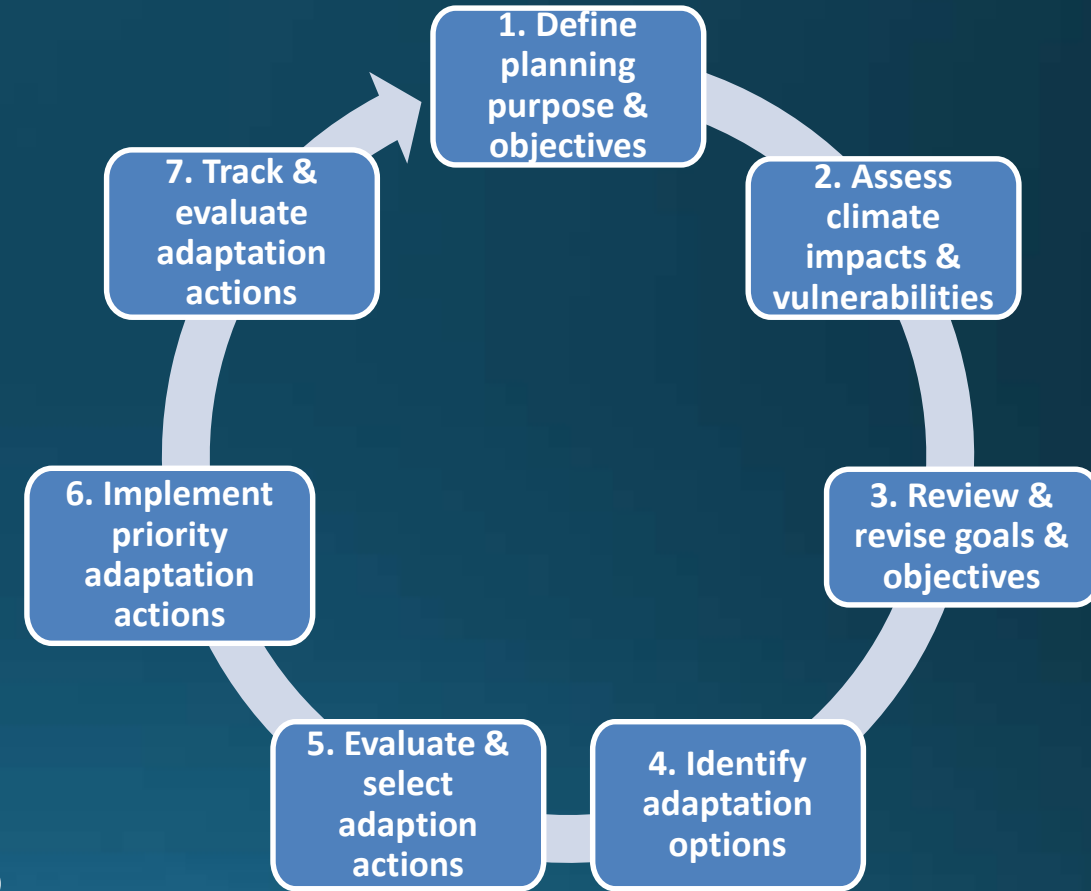 1. Define
planning
purpose &
objectives
2. Assess
climate
impacts &
vulnerabilities
3. Review &
revise goals &
objectives
4. Identify
adaptation
options
5. Evaluate &
select
adaption
actions
6. Implement
priority
adaptation
actions
7. Track &
evaluate
adaptation
actions